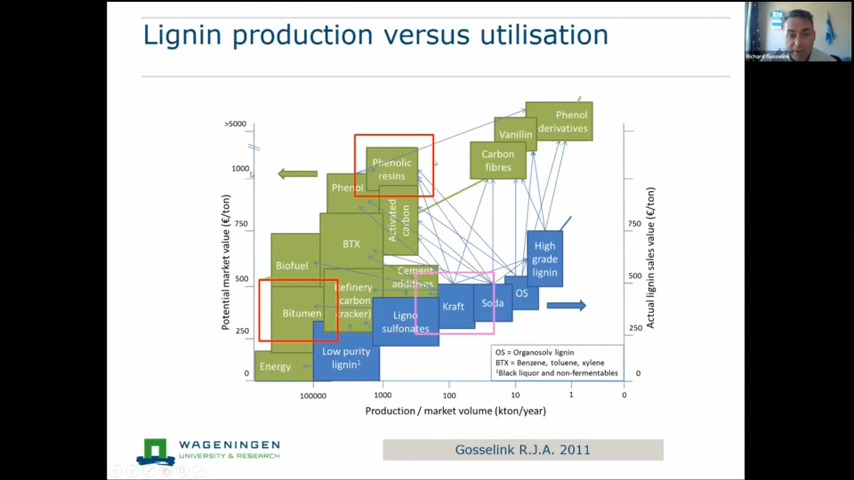 Lignin production versus utilisation
Richard Gosselink
>5000
1000
750
500
250
0
Potential market value (€/ton)
Phenol derivatives
Vanillin
Carbon fibres
Phenolic resins
Phenol
Activated carbon
BTX
Biofuel
Cement additives
Refinery (carbon cracker)
Bitumen
Energy
High grade lignin
OS
Soda
Kraft
Ligno sulfonates
Low purity lignin¹
750
500
250
0
Actual lignin sales value (€/ton)
OS = Organosolv lignin
BTX = Benzene, toluene, xylene
¹Black liquor and non-fermentables
100000 1000 100 10 1 0
Production / market volume (kton/year)
WAGENINGEN
UNIVERSITY & RESEARCH
Gosselink R.J.A. 2011